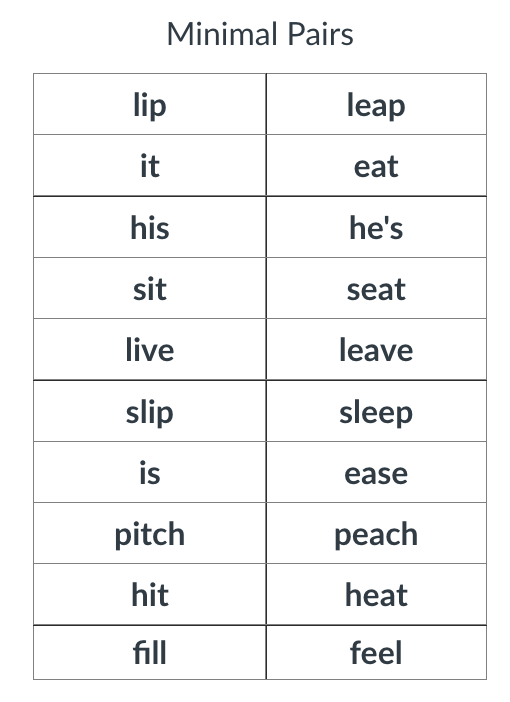 Minimal Pairs
lip leap
it eat
his he's
sit seat
live leave
slip sleep
is ease
pitch peach
hit heat
fill feel